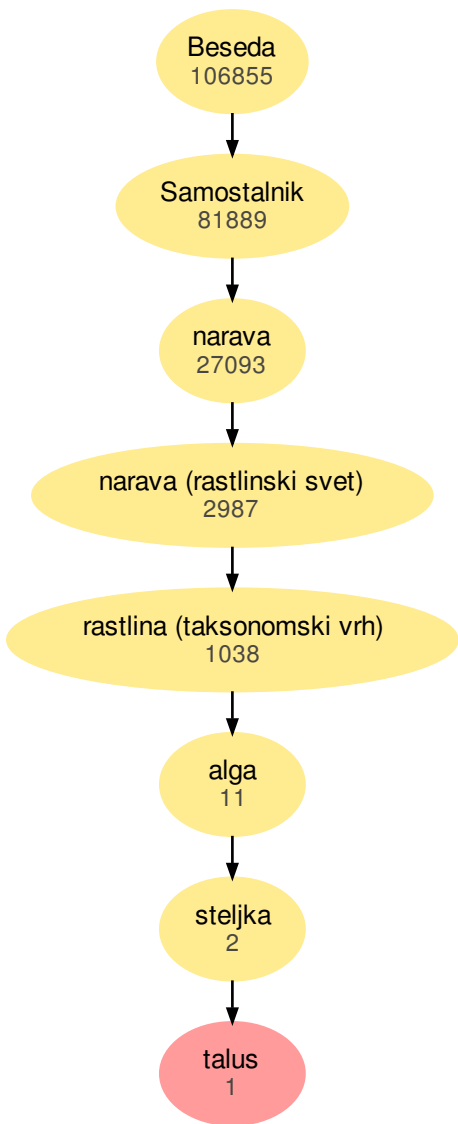 Beseda
106855
Samostalnik
81889
narava
27093
narava (rastlinski svet)
2987
rastlina (taksonomski vrh)
1038
alga
11
steljka
2
talus
1